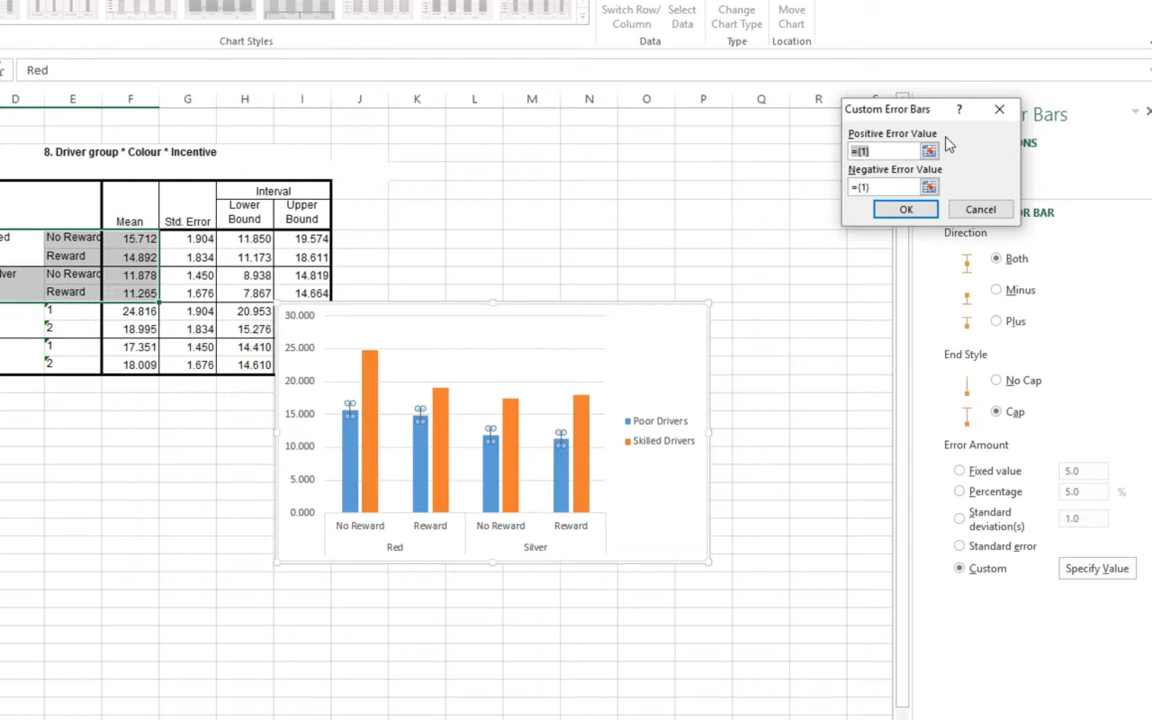 Switch Row/ Select Change Move
Column Data Chart Type Chart
Chart Styles Data Type Location
Red
D E F G H I J K L M N O P Q R
Custom Error Bars ? ×
Bars
Positive Error Value
={1}
Negative Error Value
={1}
OK Cancel
8. Driver group * Colour * Incentive
Interval
Mean Std. Error Lower Bound Upper Bound
No Reward 15.712 1.904 11.850 19.574
Reward 14.892 1.834 11.173 18.611
No Reward 11.878 1.450 8.938 14.819
Reward 11.265 1.676 7.867 14.664
1 24.816 1.904 20.953
2 18.995 1.834 15.276
1 17.351 1.450 14.410
2 18.009 1.676 14.610
30.000
25.000
20.000
15.000
10.000
5.000
0.000
No Reward Reward No Reward Reward
Red Silver
Poor Drivers
Skilled Drivers
Direction
Both
Minus
Plus
End Style
No Cap
Cap
Error Amount
Fixed value 5.0
Percentage 5.0 %
Standard
deviation(s) 1.0
Standard error
Custom Specify Value